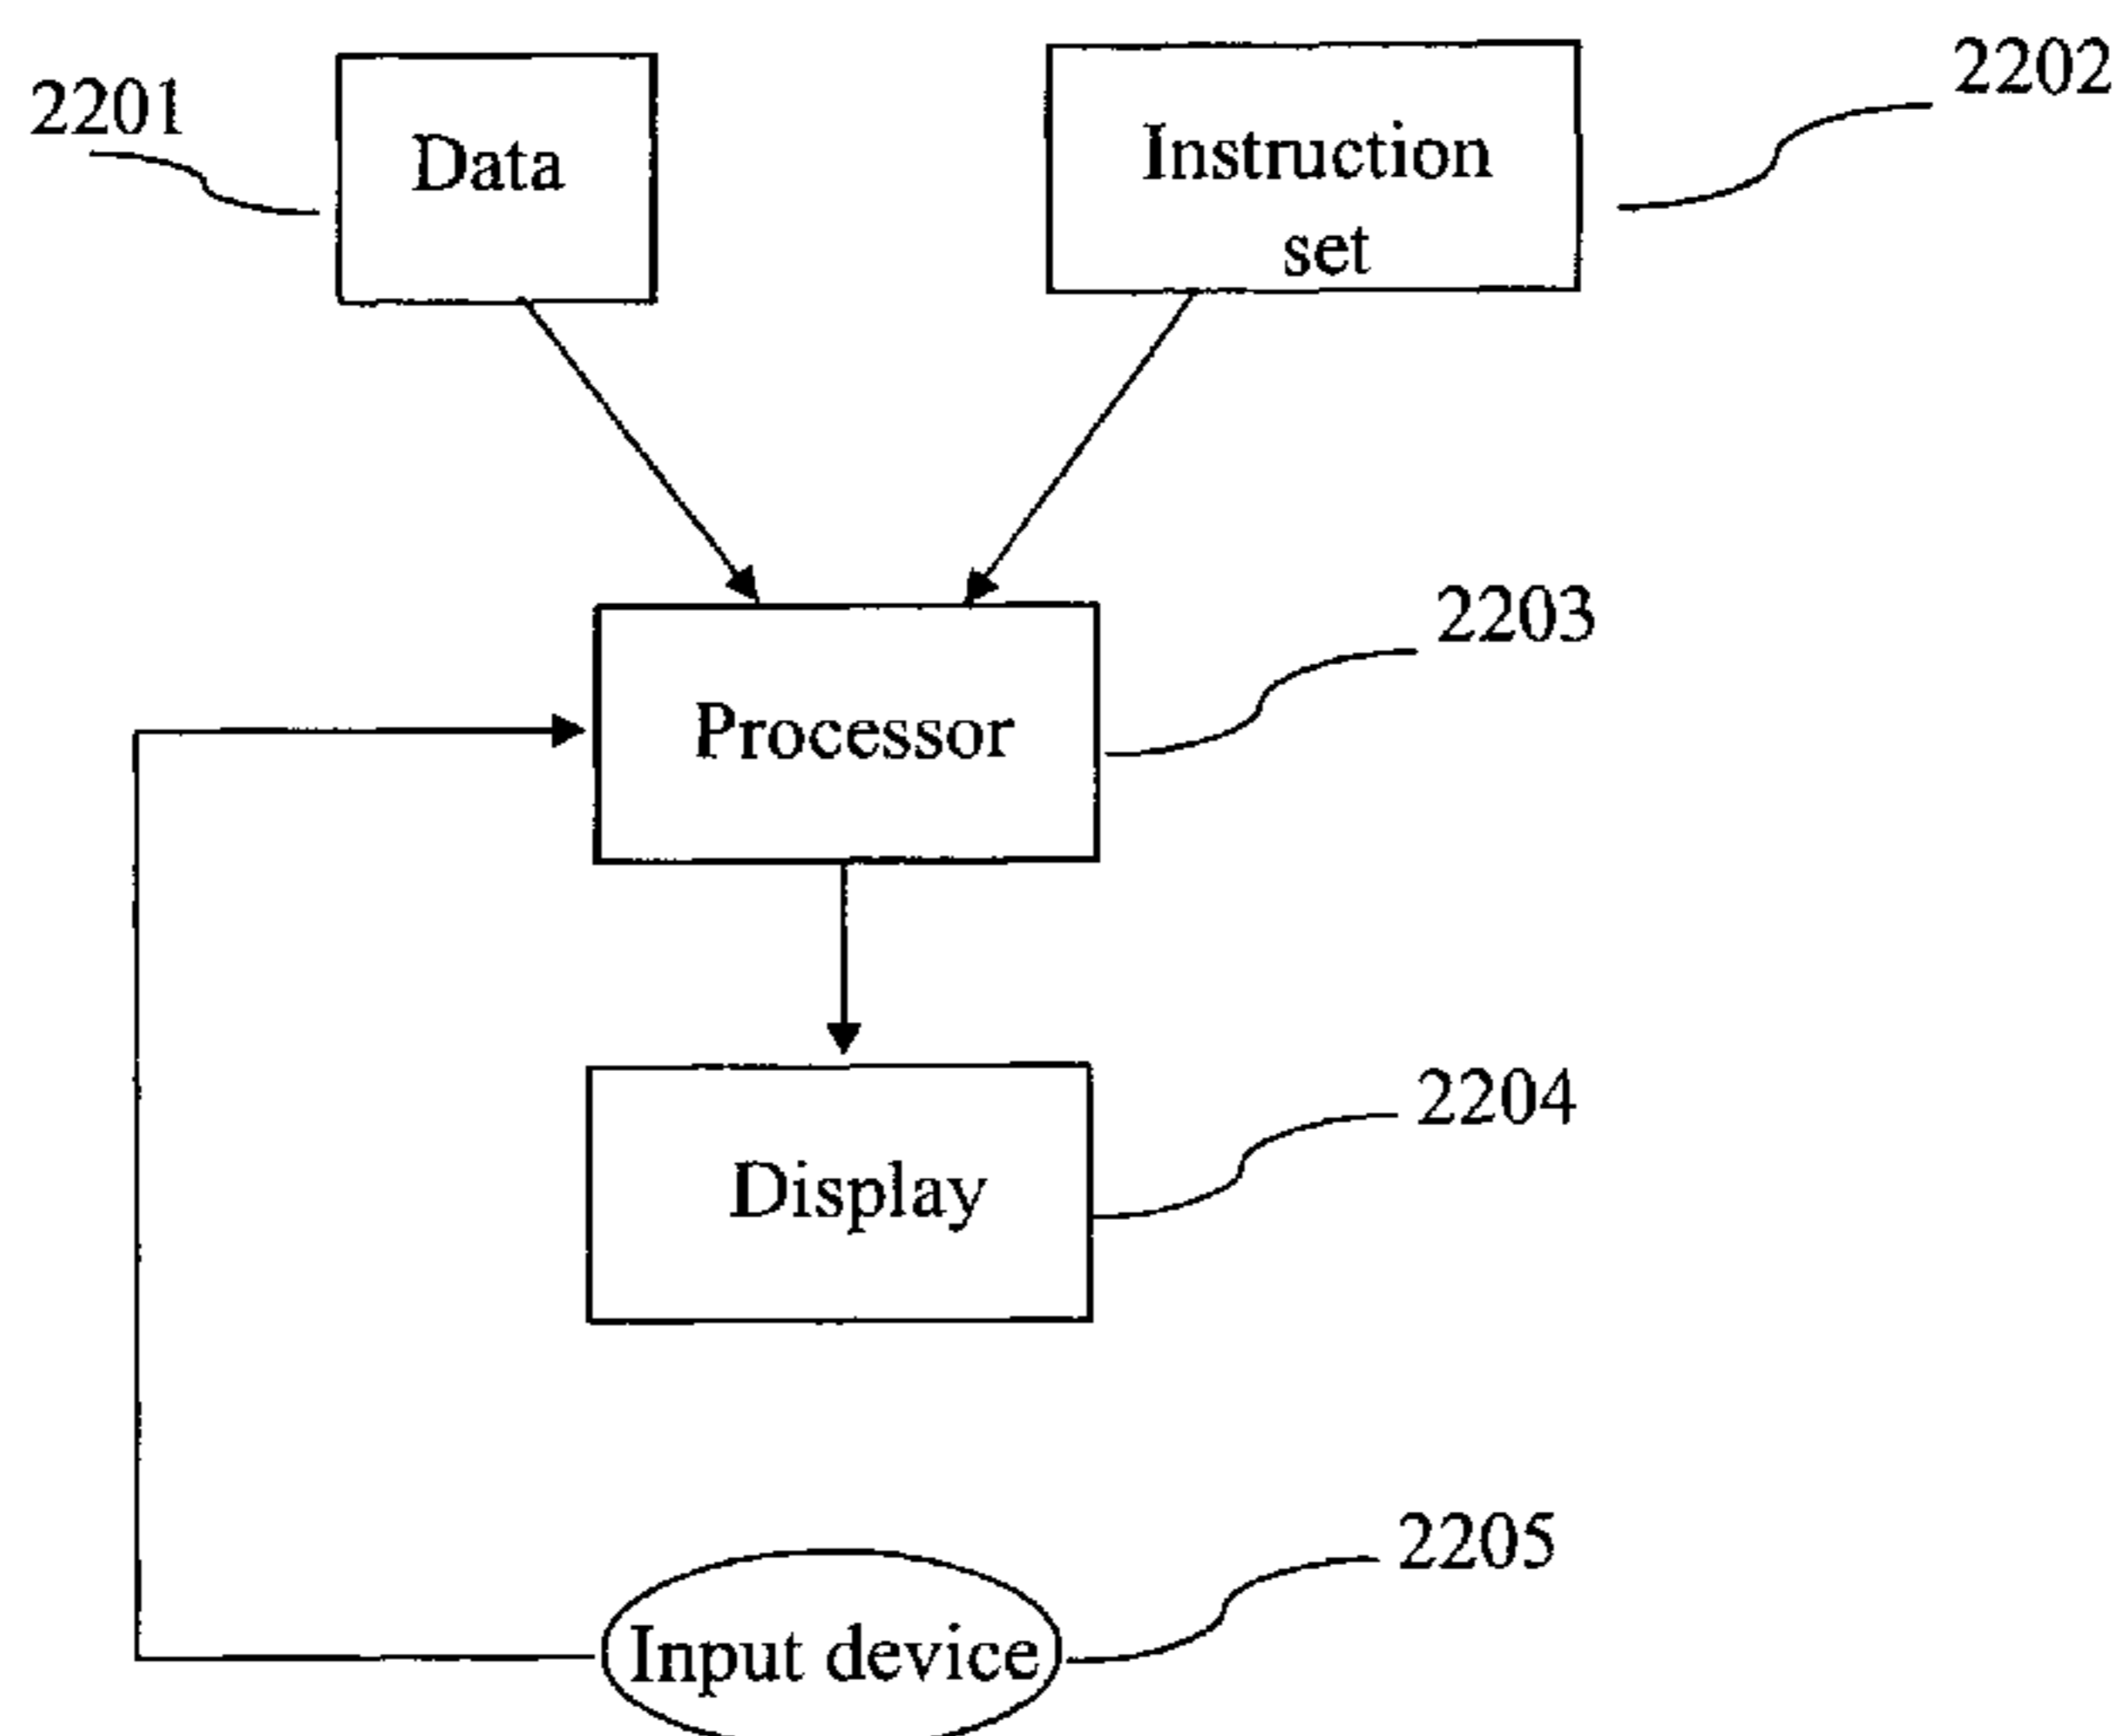 2201
Data
Instruction
set
2202
Processor
2203
Display
2204
Input device
2205